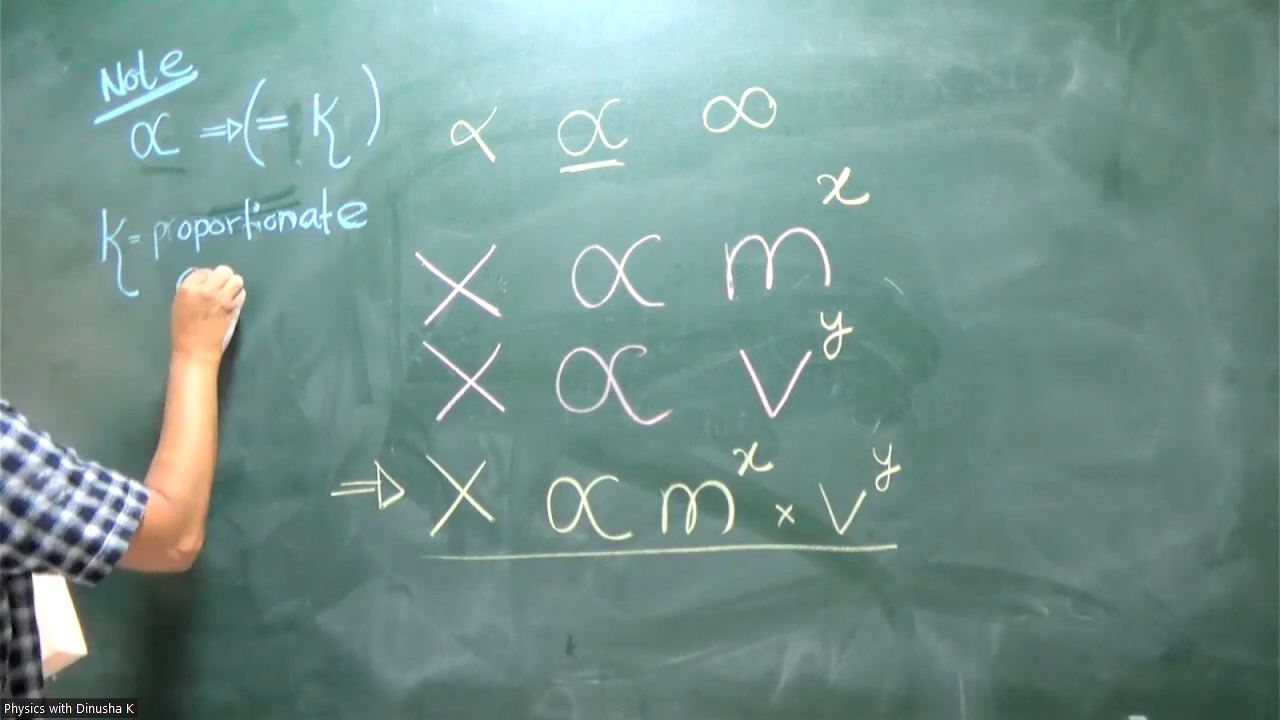 Note
α ⇒ (= K)
K = proportionate
α α ∞
X α m^x
X α v^y
⇒ X α m^x × v^y
Physics with Dinusha K